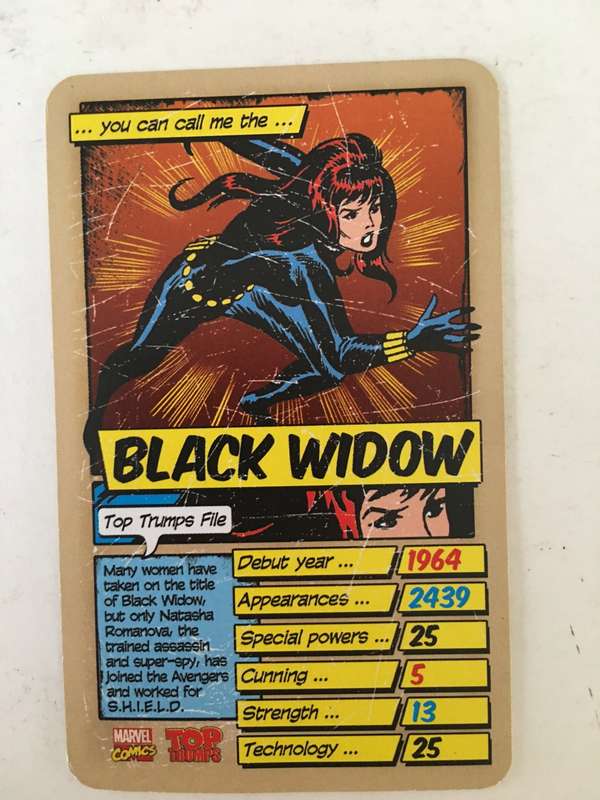 ... you can call me the ...
BLACK WIDOW
Top Trumps File
Many women have
taken on the title
of Black Widow,
but only Natasha
Romanova, the
trained assassin
and super-spy, has
joined the Avengers
and worked for
S.H.I.E.L.D.
Debut year ... 1964
Appearances ... 2439
Special powers ... 25
Cunning ... 5
Strength ... 13
Technology ... 25
MARVEL
COMICS
TOP
TRUMPS